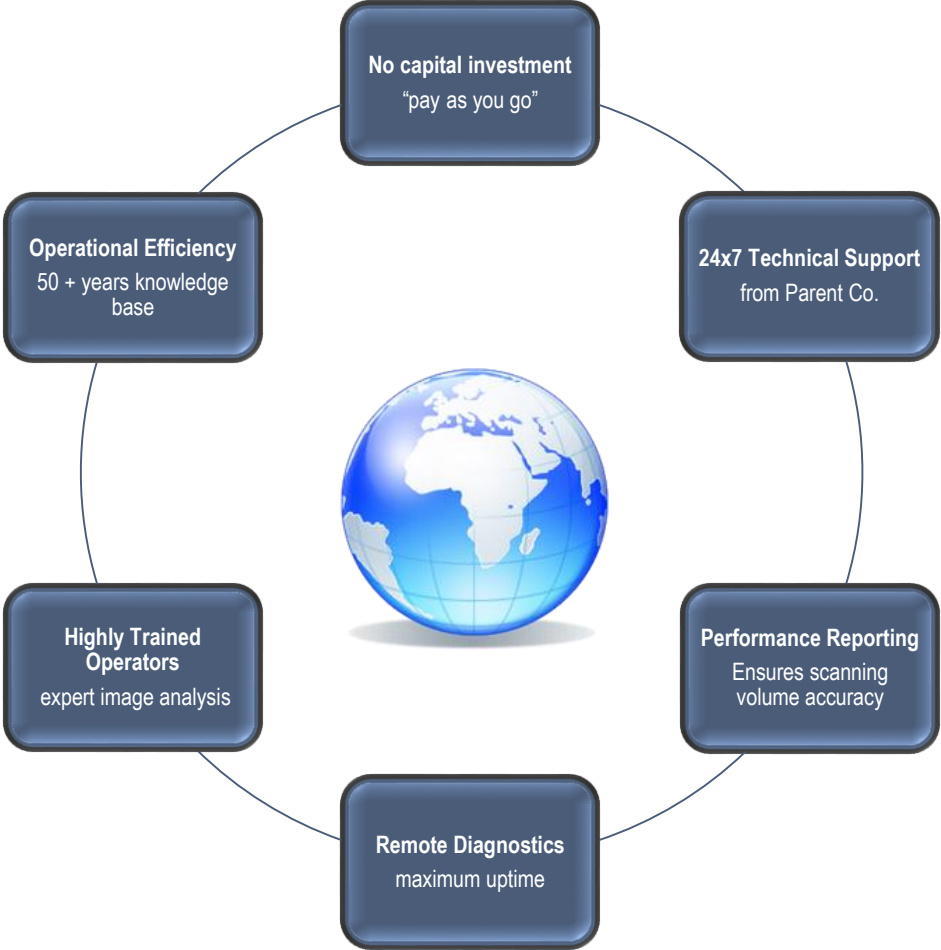 No capital investment
“pay as you go”
24x7 Technical Support
from Parent Co.
Performance Reporting
Ensures scanning
volume accuracy
Remote Diagnostics
maximum uptime
Highly Trained
Operators
expert image analysis
Operational Efficiency
50 + years knowledge
base